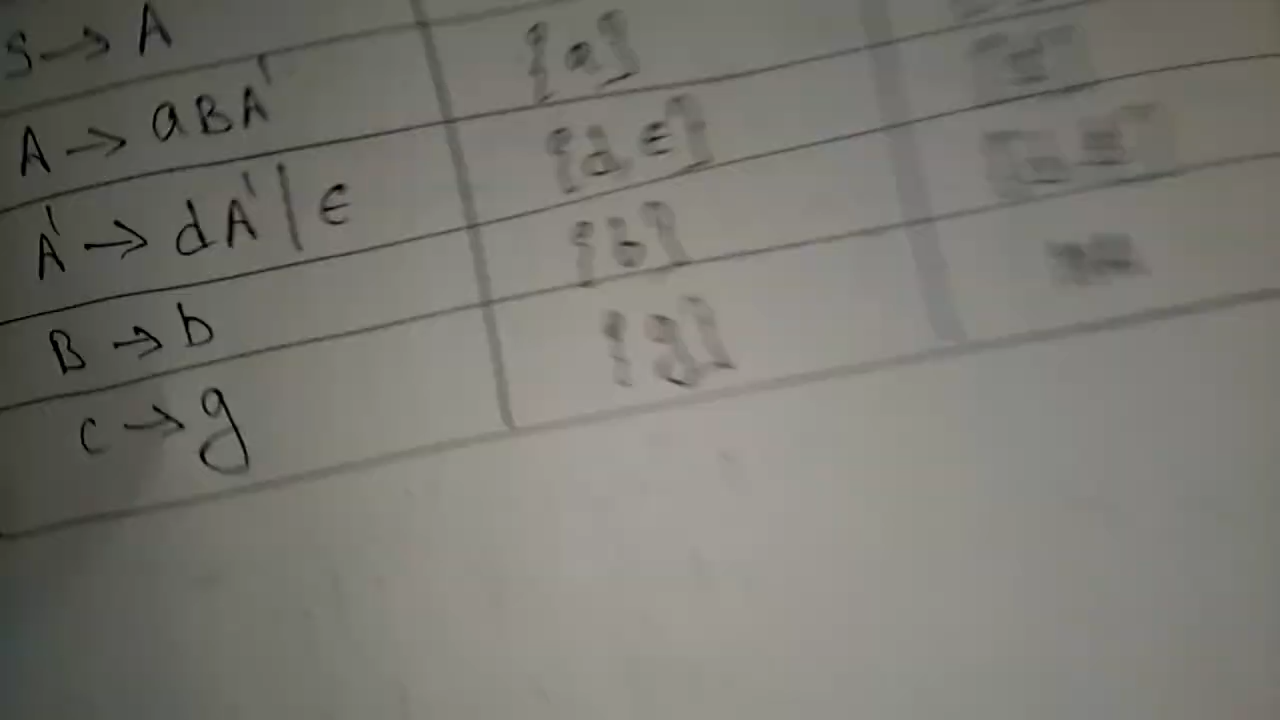 S → A
A → aBA' {a}
A' → dA' | ϵ {d, ϵ}
B → b {b}
C → g {g}